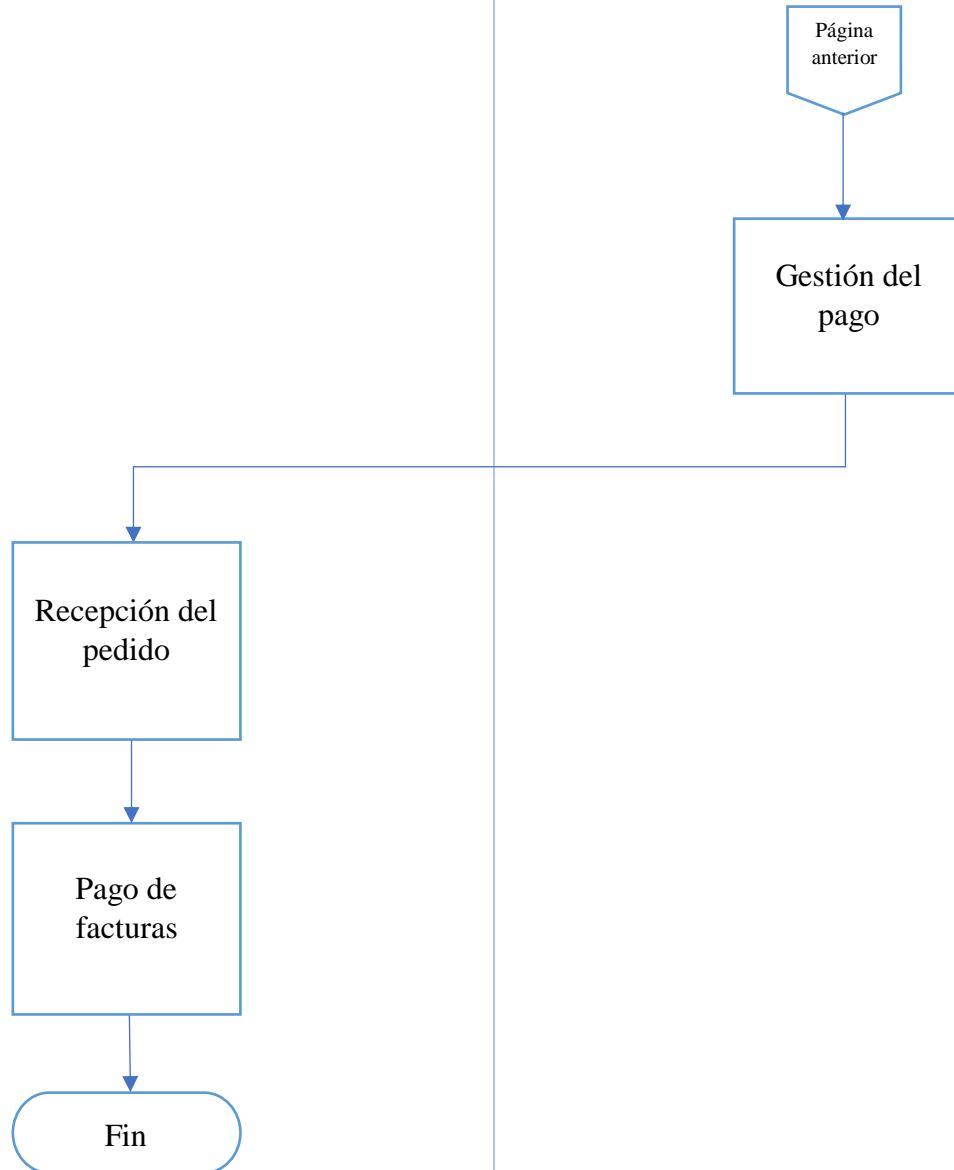 Página
anterior
Gestión del
pago
Recepción del
pedido
Pago de
facturas
Fin